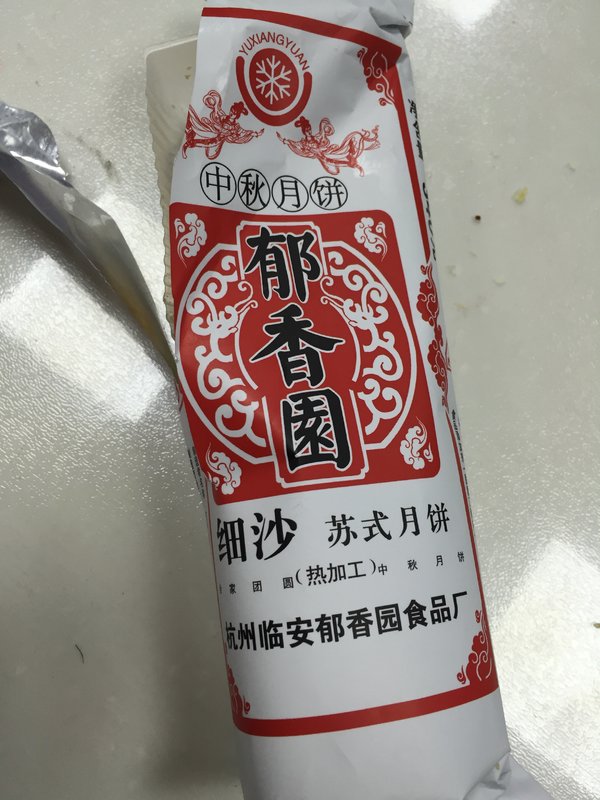 YUXIANGYUAN
中秋月饼
郁香園
细沙 苏式月饼
家团圆(热加工)中秋月饼
杭州临安郁香园食品厂